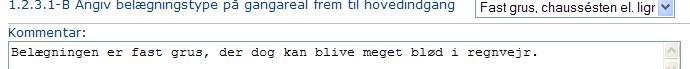 1.2.3.1-B Angiv belægningstype på gangareal frem til hovedindgang
Fast grus, chaussésten el. ligr
Kommentar:
Belægningen er fast grus, der dog kan blive meget blød i regnvejr.